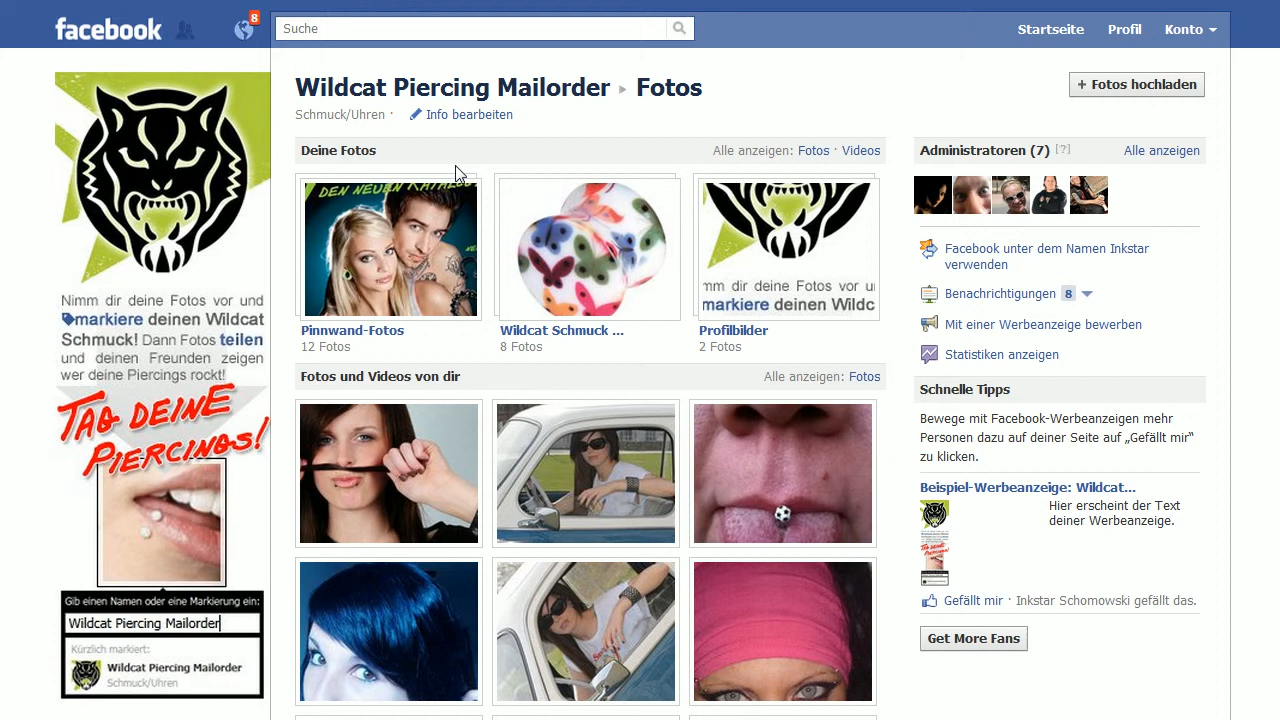 facebook
8
Suche
Startseite
Profil
Konto
Wildcat Piercing Mailorder ▸ Fotos
+ Fotos hochladen
Schmuck/Uhren ·
Info bearbeiten
Deine Fotos
Alle anzeigen: Fotos · Videos
DEN NEUEN KATALOG
Pinnwand-Fotos
12 Fotos
Wildcat Schmuck ...
8 Fotos
mm dir deine Fotos vor u
markiere deinen Wildc
Profilbilder
2 Fotos
Fotos und Videos von dir
Alle anzeigen: Fotos
Nimm dir deine Fotos vor und
markiere deinen Wildcat
Schmuck! Dann Fotos teilen
und deinen Freunden zeigen
wer deine Piercings rockt!
TAG DEINE
PIERCINGS!
Gib einen Namen oder eine Markierung ein:
Wildcat Piercing Mailorder
Kürzlich markiert:
Wildcat Piercing Mailorder
Schmuck/Uhren
Administratoren (7) [?]
Alle anzeigen
Facebook unter dem Namen Inkstar
verwenden
Benachrichtigungen 8
Mit einer Werbeanzeige bewerben
Statistiken anzeigen
Schnelle Tipps
Bewege mit Facebook-Werbeanzeigen mehr
Personen dazu auf deiner Seite auf „Gefällt mir“
zu klicken.
Beispiel-Werbeanzeige: Wildcat...
Hier erscheint der Text
deiner Werbeanzeige.
Gefällt mir · Inkstar Schomowski gefällt das.
Get More Fans